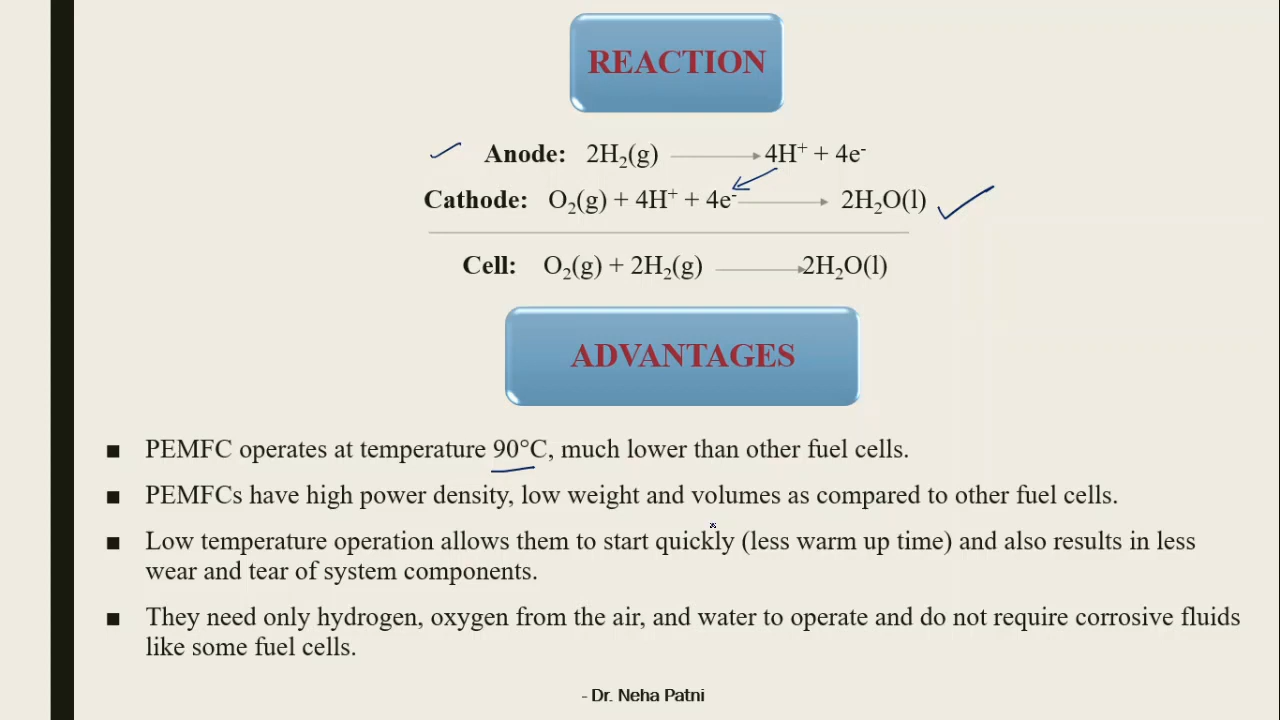 REACTION
Anode: 2H₂(g) → 4H⁺ + 4e⁻
Cathode: O₂(g) + 4H⁺ + 4e⁻ → 2H₂O(l)
Cell: O₂(g) + 2H₂(g) → 2H₂O(l)
ADVANTAGES
■ PEMFC operates at temperature 90°C, much lower than other fuel cells.
■ PEMFCs have high power density, low weight and volumes as compared to other fuel cells.
■ Low temperature operation allows them to start quickly (less warm up time) and also results in less
wear and tear of system components.
■ They need only hydrogen, oxygen from the air, and water to operate and do not require corrosive fluids
like some fuel cells.
- Dr. Neha Patni